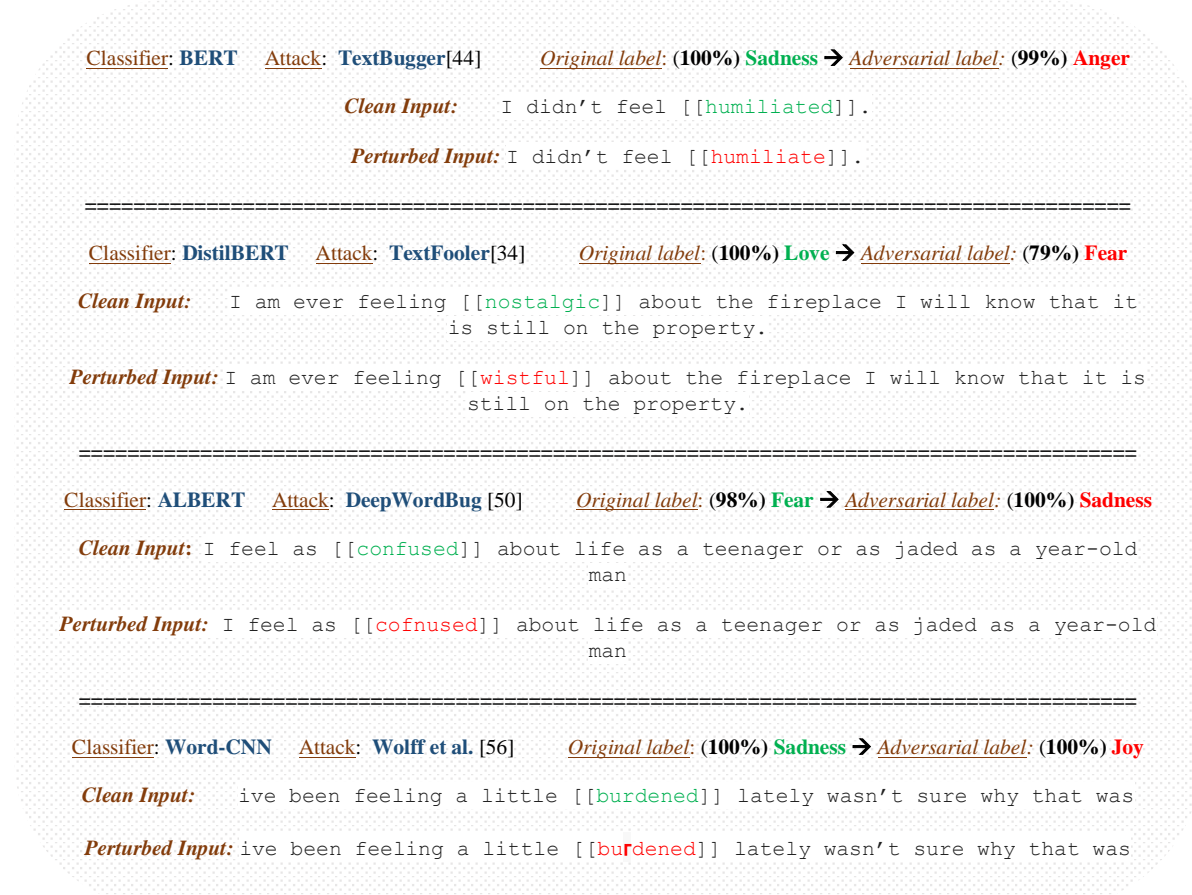 Classifier: BERT Attack: TextBugger[44] Original label: (100%) Sadness → Adversarial label: (99%) Anger
Clean Input: I didn't feel [[humiliated]].
Perturbed Input: I didn't feel [[humiliate]].
================================================================================
Classifier: DistilBERT Attack: TextFooler[34] Original label: (100%) Love → Adversarial label: (79%) Fear
Clean Input: I am ever feeling [[nostalgic]] about the fireplace I will know that it
is still on the property.
Perturbed Input: I am ever feeling [[wistful]] about the fireplace I will know that it is
still on the property.
================================================================================
Classifier: ALBERT Attack: DeepWordBug [50] Original label: (98%) Fear → Adversarial label: (100%) Sadness
Clean Input: I feel as [[confused]] about life as a teenager or as jaded as a year-old
man
Perturbed Input: I feel as [[cofnused]] about life as a teenager or as jaded as a year-old
man
================================================================================
Classifier: Word-CNN Attack: Wolff et al. [56] Original label: (100%) Sadness → Adversarial label: (100%) Joy
Clean Input: ive been feeling a little [[burdened]] lately wasn't sure why that was
Perturbed Input: ive been feeling a little [[buꓩdened]] lately wasn't sure why that was